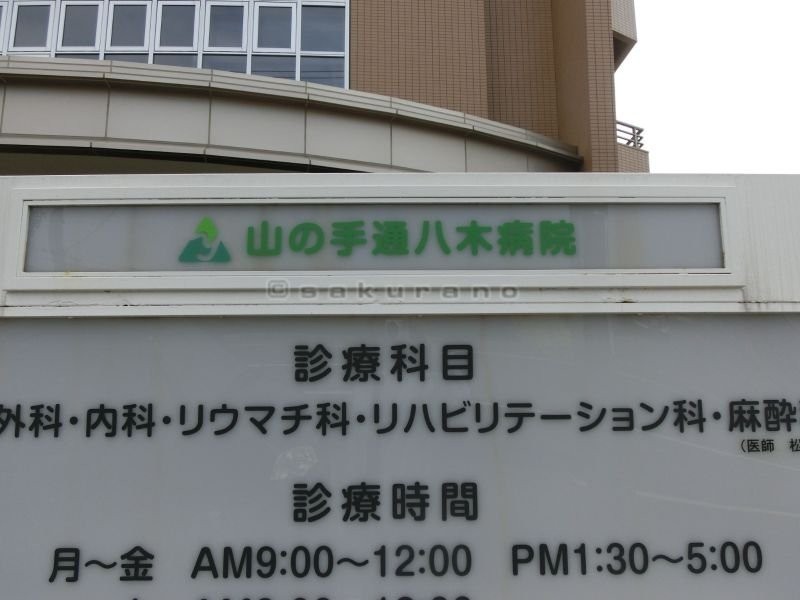 山の手通八木病院
©sakurano
診療科目
外科・内科・リウマチ科・リハビリテーション科・麻酔
(医師 松
診療時間
月〜金 AM9:00〜12:00 PM1:30〜5:00